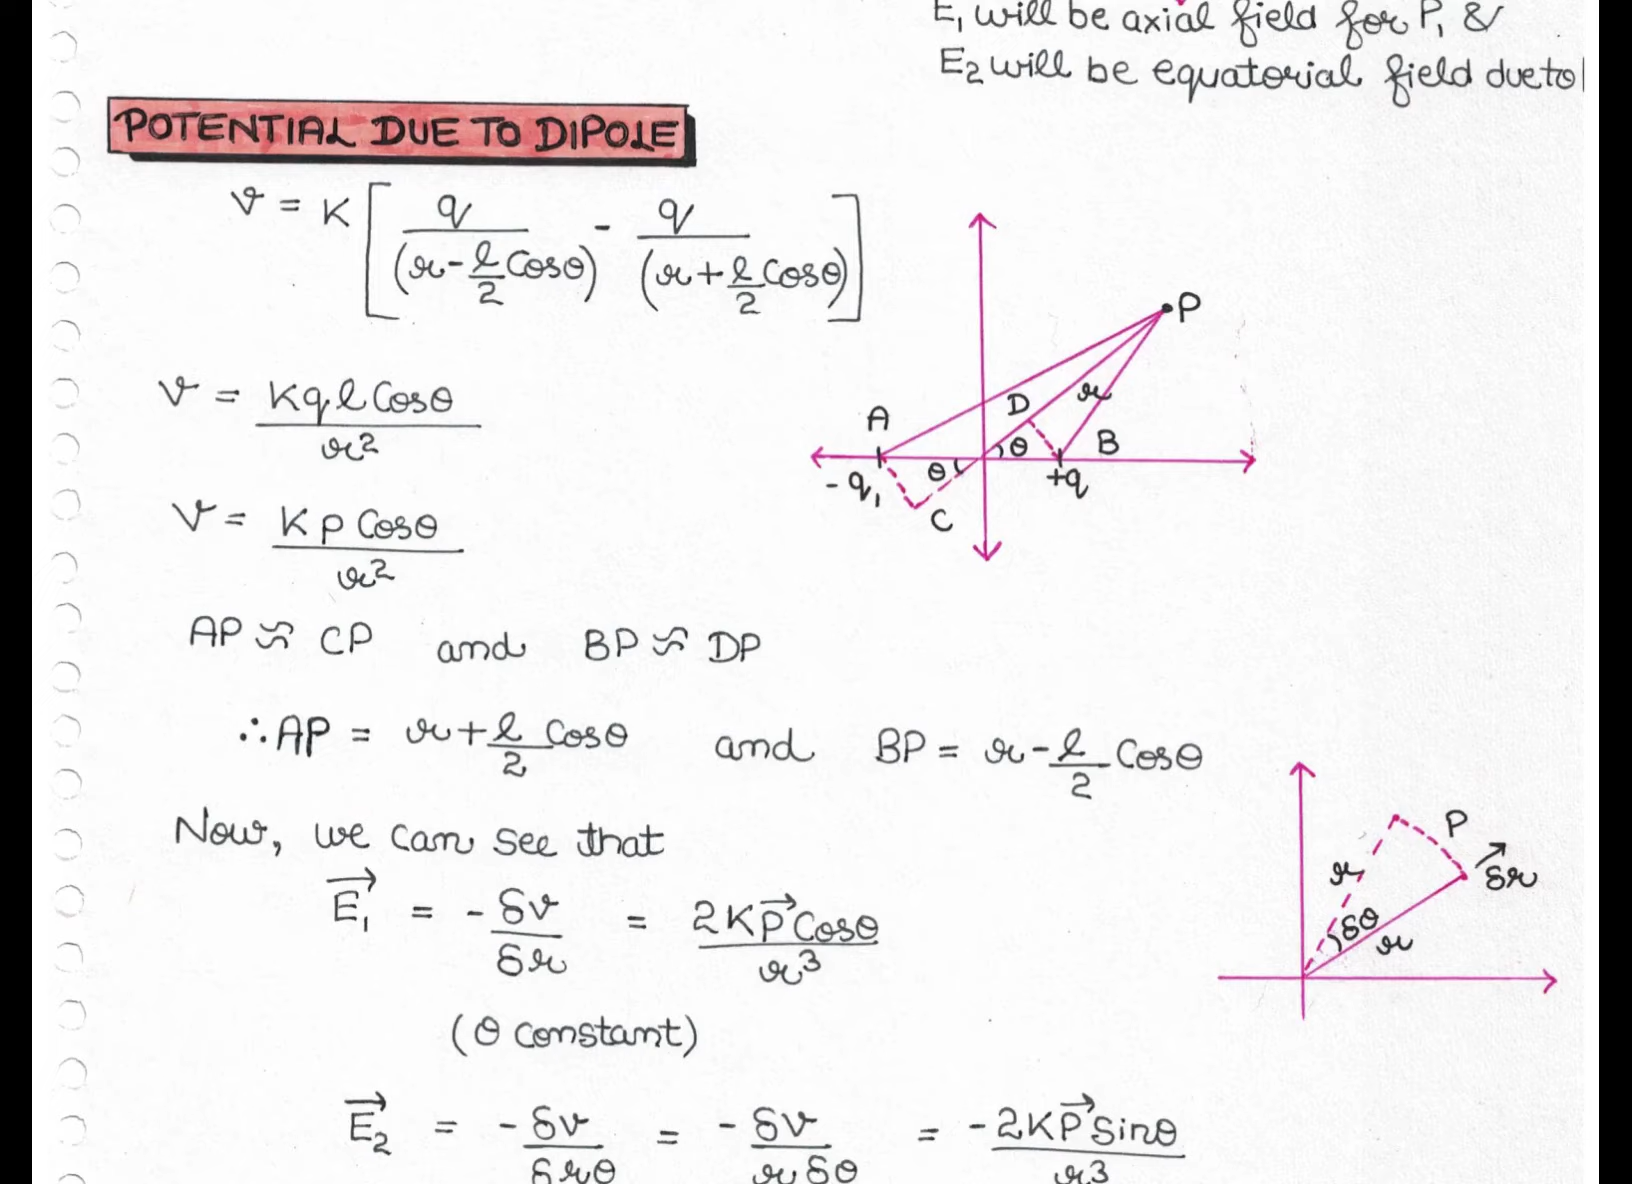 E₁ will be axial field for P, &
E₂ will be equatorial field due to
POTENTIAL DUE TO DIPOLE
v = K [ q/(r - l/2 Cosθ) - q/(r + l/2 Cosθ) ]
P
D r
A
θ B
θ
-q, +q
C
v = Kql Cosθ / r²
v = K p Cosθ / r²
AP ≈ CP and BP ≈ DP
∴ AP = r + l/2 Cosθ and BP = r - l/2 Cosθ
Now, we can see that
P
r δr⃗
δθ
r
E₁⃗ = - δv/δr = 2KP⃗ Cosθ / r³
(θ constant)
E₂⃗ = - δv/δrθ = - δv/rδθ = - 2KP⃗ Sinθ / r³